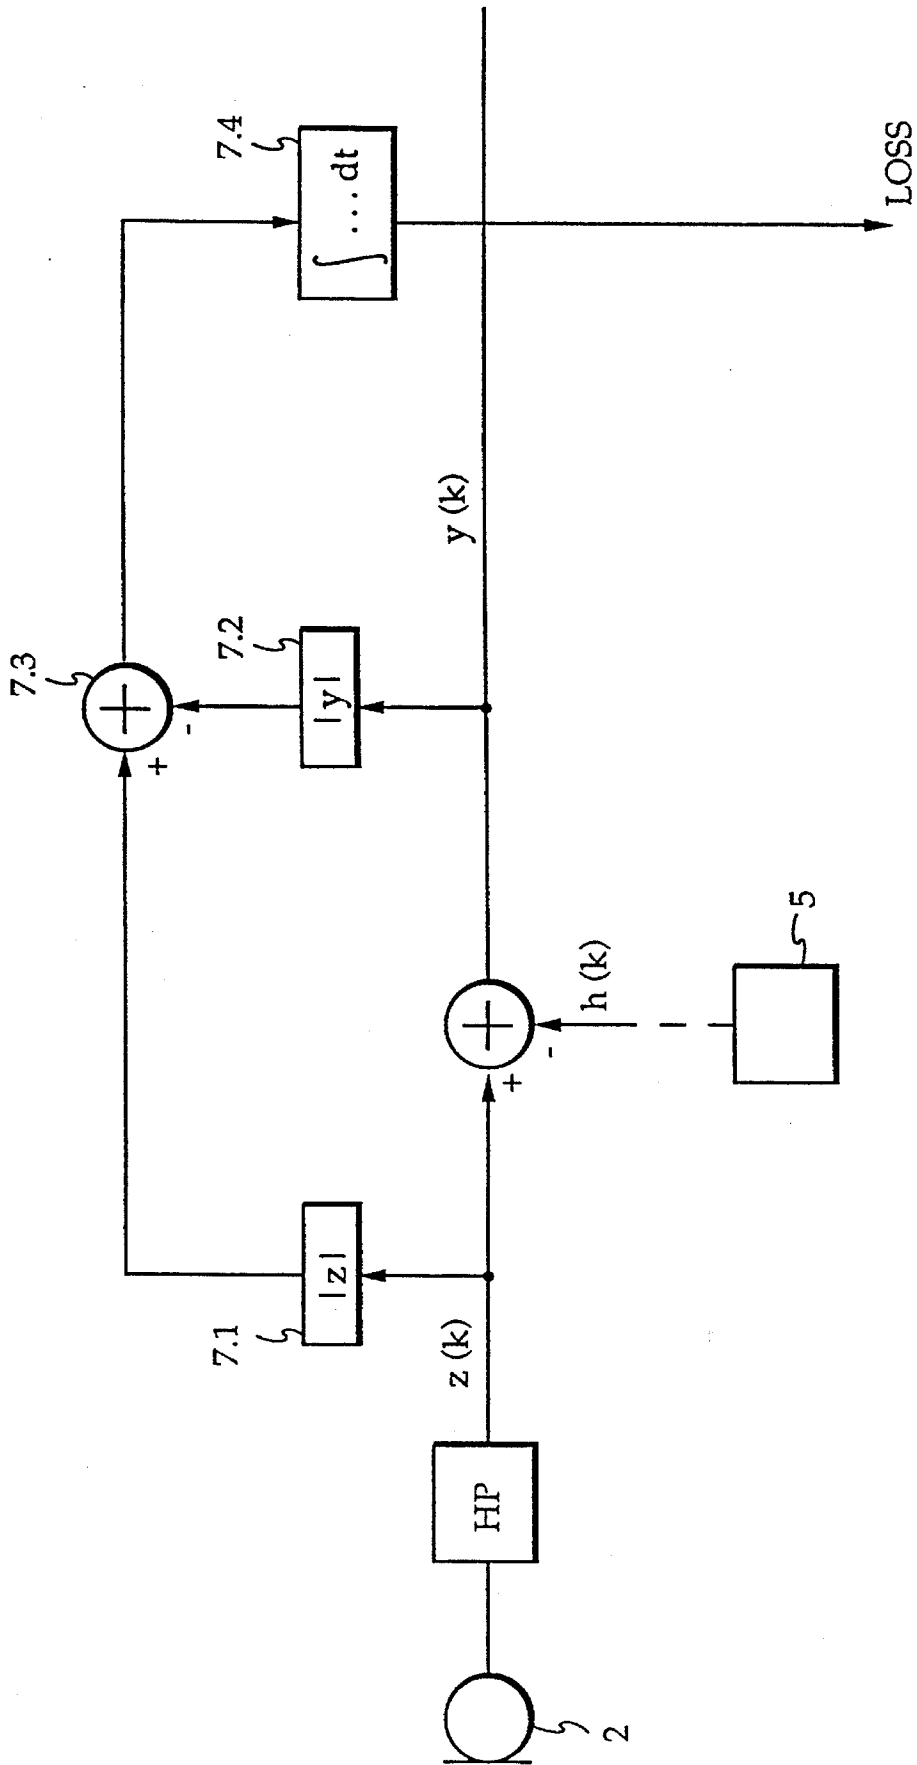 7.3
7.1
7.2
7.4
|z|
|y|
∫ ...dt
+
-
z (k)
y (k)
HP
+
-
h (k)
2
5
LOSS